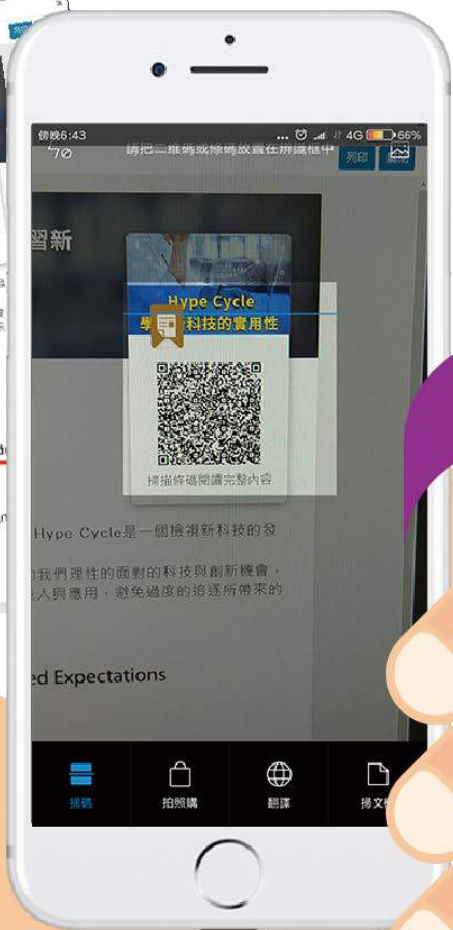 傍晚6:43 ... 4G 66%
請把二維碼或條碼放置在辨識框中
列印
習新
Hype Cycle
新科技的實用性
掃描條碼閱讀完整內容
Hype Cycle是一個檢視新科技的發
我們理性的面對的科技與創新機會，
入與應用，避免過度的追逐所帶來的
ed Expectations
掃碼
拍照購
翻譯
掃文